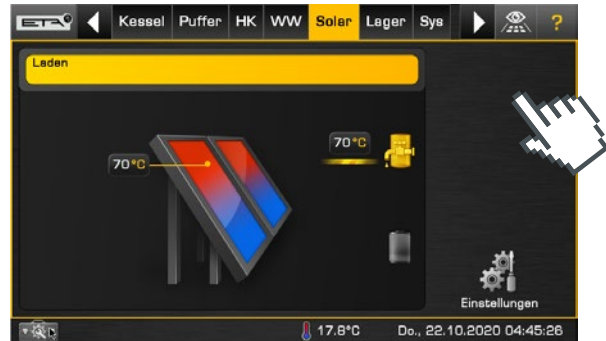 ETA Kessel Puffer HK WW Solar Lager Sys ?
Laden
70°C
70°C
Einstellungen
17.8°C Do., 22.10.2020 04:45:26